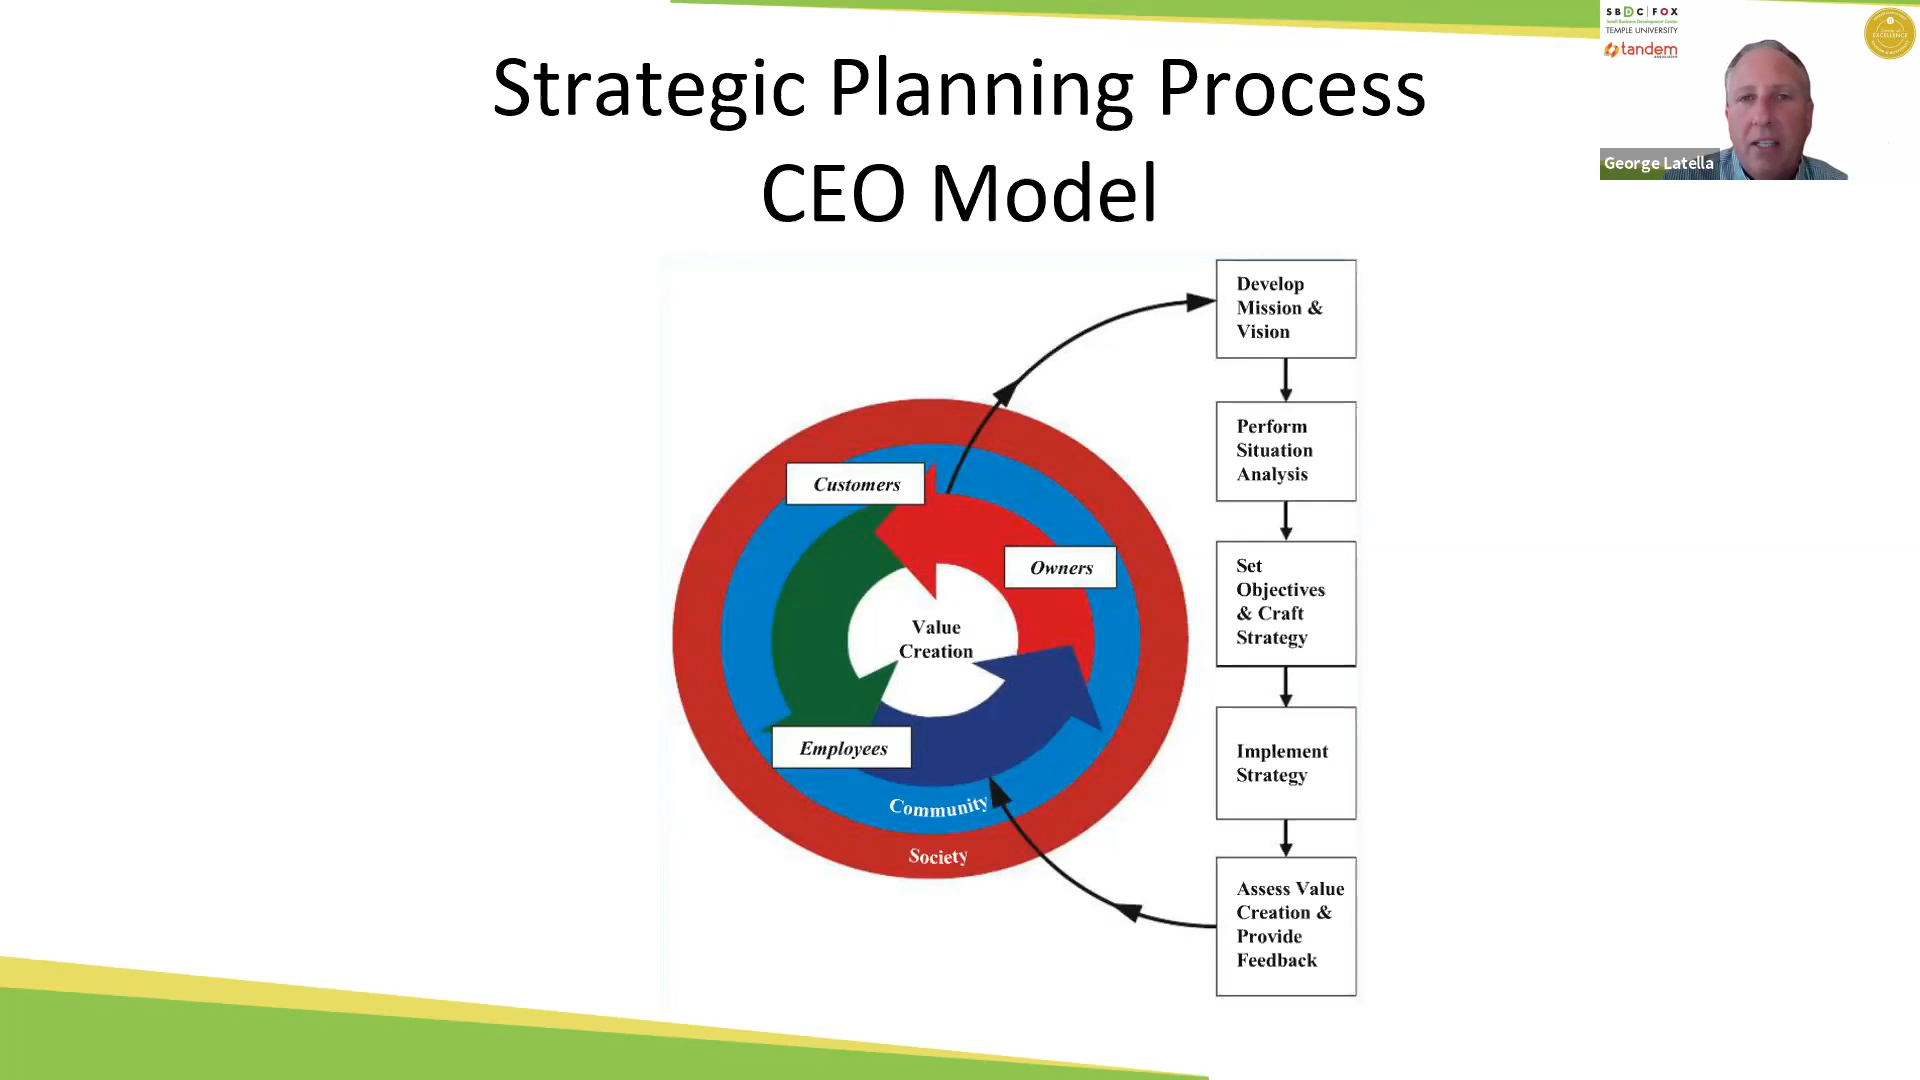 Strategic Planning Process
CEO Model
SBDC|FOX
Small Business Development Center
TEMPLE UNIVERSITY
tandem
EXCELLENCE
George Latella
Develop
Mission &
Vision
Perform
Situation
Analysis
Set
Objectives
& Craft
Strategy
Implement
Strategy
Assess Value
Creation &
Provide
Feedback
Customers
Owners
Value
Creation
Employees
Community
Society